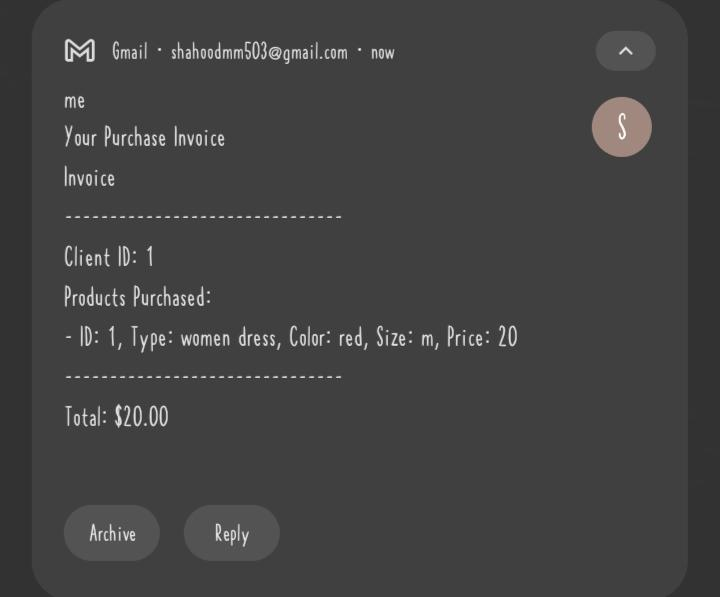 Gmail · shahoodmm503@gmail.com · now
me
S
Your Purchase Invoice
Invoice
-------------------------------
Client ID: 1
Products Purchased:
- ID: 1, Type: women dress, Color: red, Size: m, Price: 20
-------------------------------
Total: $20.00
Archive Reply